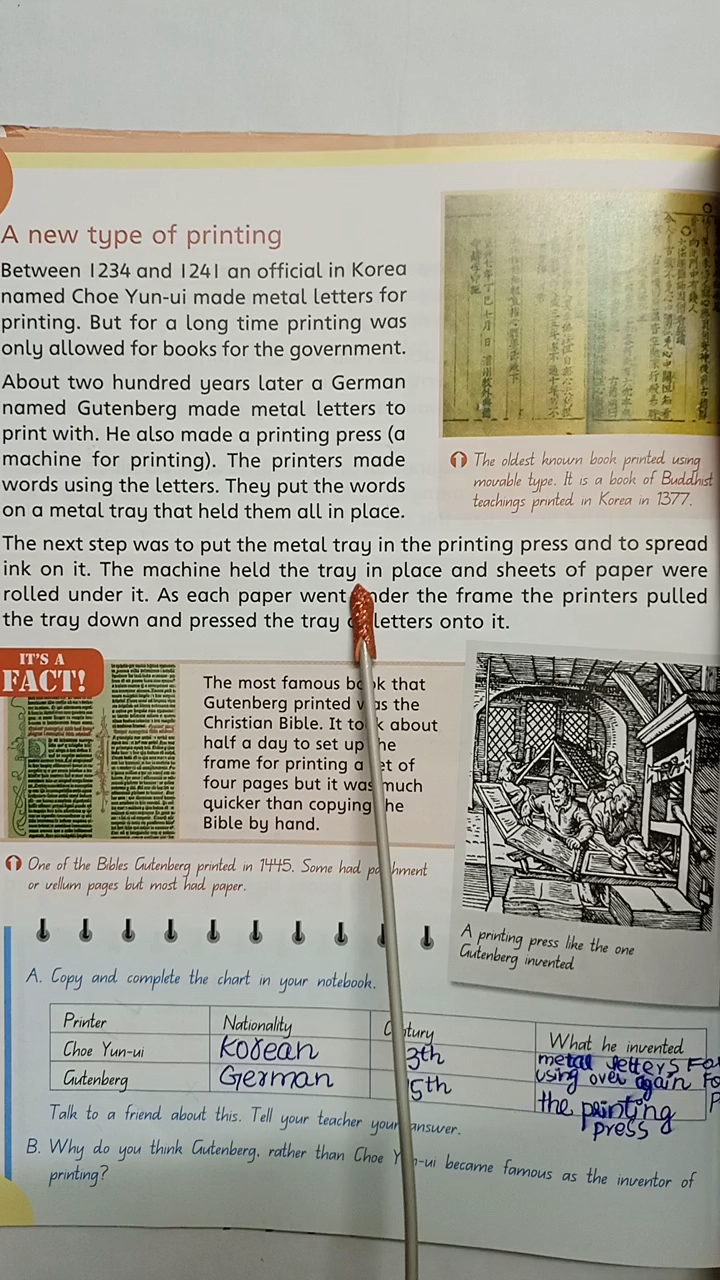 A new type of printing
Between 1234 and 1241 an official in Korea
named Choe Yun-ui made metal letters for
printing. But for a long time printing was
only allowed for books for the government.
About two hundred years later a German
named Gutenberg made metal letters to
print with. He also made a printing press (a
machine for printing). The printers made
words using the letters. They put the words
on a metal tray that held them all in place.
The oldest known book printed using
movable type. It is a book of Buddhist
teachings printed in Korea in 1377.
The next step was to put the metal tray in the printing press and to spread
ink on it. The machine held the tray in place and sheets of paper were
rolled under it. As each paper went under the frame the printers pulled
the tray down and pressed the tray letters onto it.
IT'S A
FACT!
The most famous book that
Gutenberg printed was the
Christian Bible. It took about
half a day to set up the
frame for printing a set of
four pages but it was much
quicker than copying the
Bible by hand.
One of the Bibles Gutenberg printed in 1445. Some had parchment
or vellum pages but most had paper.
A printing press like the one
Gutenberg invented
A. Copy and complete the chart in your notebook.
Printer Nationality Century What he invented
Choe Yun-ui Korean 3th metal letters For
using over again Fo
Gutenberg German 5th the printing P
press
Talk to a friend about this. Tell your teacher your answer.
B. Why do you think Gutenberg, rather than Choe Yun-ui became famous as the inventor of
printing?